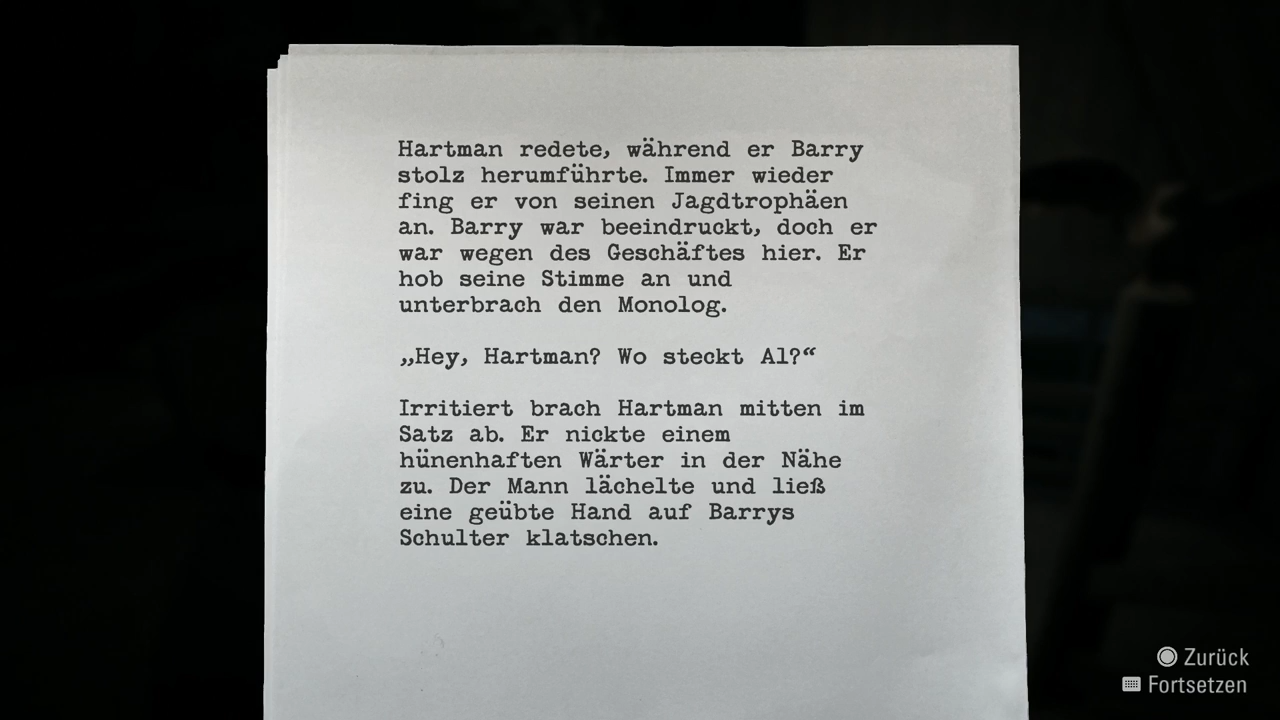 Hartman redete, während er Barry
stolz herumführte. Immer wieder
fing er von seinen Jagdtrophäen
an. Barry war beeindruckt, doch er
war wegen des Geschäftes hier. Er
hob seine Stimme an und
unterbrach den Monolog.
„Hey, Hartman? Wo steckt Al?“
Irritiert brach Hartman mitten im
Satz ab. Er nickte einem
hünenhaften Wärter in der Nähe
zu. Der Mann lächelte und ließ
eine geübte Hand auf Barrys
Schulter klatschen.
Zurück
Fortsetzen